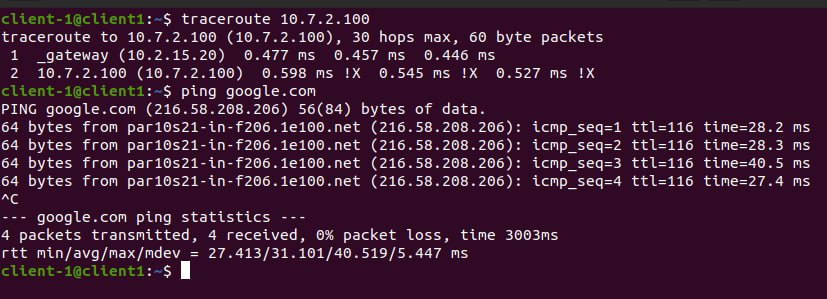 client-1@client1:~$ traceroute 10.7.2.100
traceroute to 10.7.2.100 (10.7.2.100), 30 hops max, 60 byte packets
 1  _gateway (10.2.15.20)  0.477 ms  0.457 ms  0.446 ms
 2  10.7.2.100 (10.7.2.100)  0.598 ms !X  0.545 ms !X  0.527 ms !X
client-1@client1:~$ ping google.com
PING google.com (216.58.208.206) 56(84) bytes of data.
64 bytes from par10s21-in-f206.1e100.net (216.58.208.206): icmp_seq=1 ttl=116 time=28.2 ms
64 bytes from par10s21-in-f206.1e100.net (216.58.208.206): icmp_seq=2 ttl=116 time=28.3 ms
64 bytes from par10s21-in-f206.1e100.net (216.58.208.206): icmp_seq=3 ttl=116 time=40.5 ms
64 bytes from par10s21-in-f206.1e100.net (216.58.208.206): icmp_seq=4 ttl=116 time=27.4 ms
^C
--- google.com ping statistics ---
4 packets transmitted, 4 received, 0% packet loss, time 3003ms
rtt min/avg/max/mdev = 27.413/31.101/40.519/5.447 ms
client-1@client1:~$